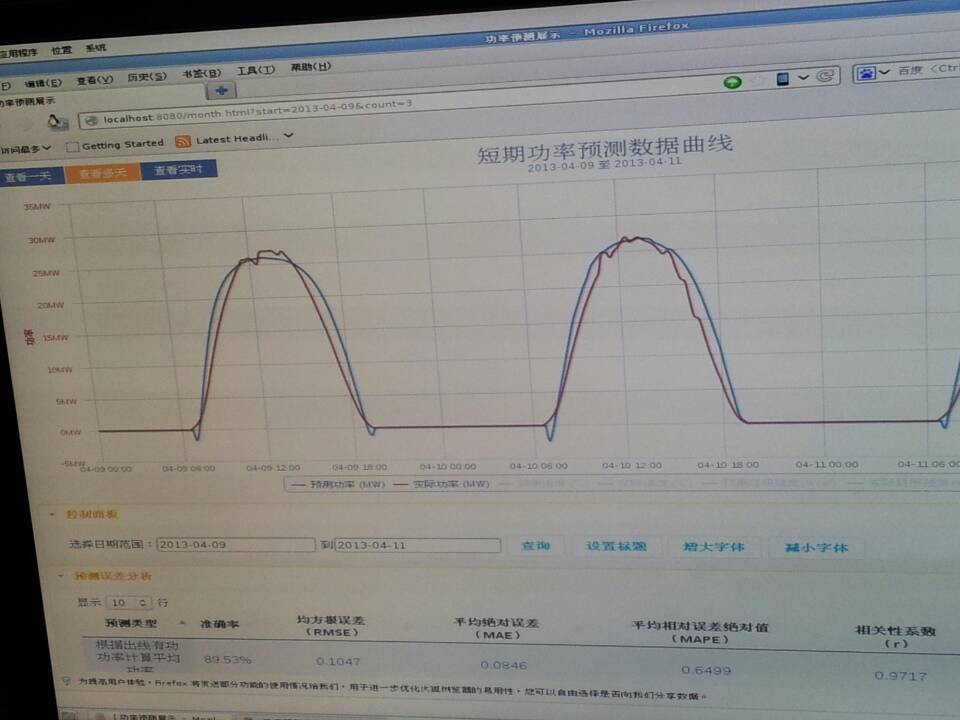 应用程序 位置 系统
功率预测展示 - Mozilla Firefox
编辑(E) 查看(V) 历史(S) 书签(B) 工具(T) 帮助(H)
功率预测展示
localhost:8080/month.html?start=2013-04-09&count=3
百度 <Ctr
访问最多 Getting Started Latest Headli...
查看一天 查看多天 查看实时
短期功率预测数据曲线
2013-04-09 至 2013-04-11
35MW
30MW
25MW
20MW
15MW
10MW
5MW
0MW
-5MW
功率
04-09 00:00 04-09 06:00 04-09 12:00 04-09 18:00 04-10 00:00 04-10 06:00 04-10 12:00 04-10 18:00 04-11 00:00 04-11 06:00
预测功率 (MW) 实际功率 (MW)
控制面板
选择日期范围： 2013-04-09 到 2013-04-11 查询 设置标题 增大字体 减小字体
预测误差分析
显示 10 行
预测类型 准确率 均方根误差 (RMSE) 平均绝对误差 (MAE) 平均相对误差绝对值 (MAPE) 相关性系数 (r)
根据出线有功
功率计算平均
功率
89.53% 0.1047 0.0846 0.6499 0.9717
为提高用户体验，Firefox 将发送部分功能的使用情况给我们，用于进一步优化火狐浏览器的易用性，您可以自由选择是否向我们分享数据。
功率预测展示 - Mozil...